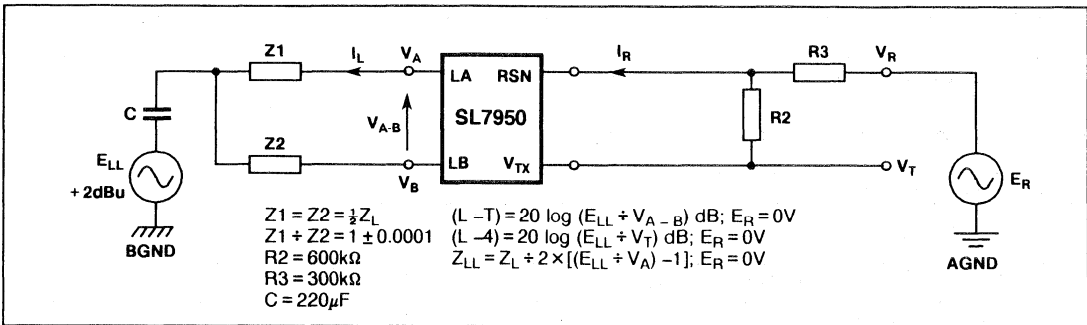 Z1
I_L
V_A
LA
RSN
I_R
R3
V_R
C
V_A-B
SL7950
R2
E_LL
+ 2dBu
Z2
LB
V_TX
V_B
V_T
E_R
BGND
AGND
Z1 = Z2 = ½Z_L
Z1 ÷ Z2 = 1 ± 0.0001
R2 = 600kΩ
R3 = 300kΩ
C = 220µF
(L –T) = 20 log (E_LL ÷ V_A – B) dB; E_R = 0V
(L –4) = 20 log (E_LL ÷ V_T) dB; E_R = 0V
Z_LL = Z_L ÷ 2 × [(E_LL ÷ V_A) –1]; E_R = 0V